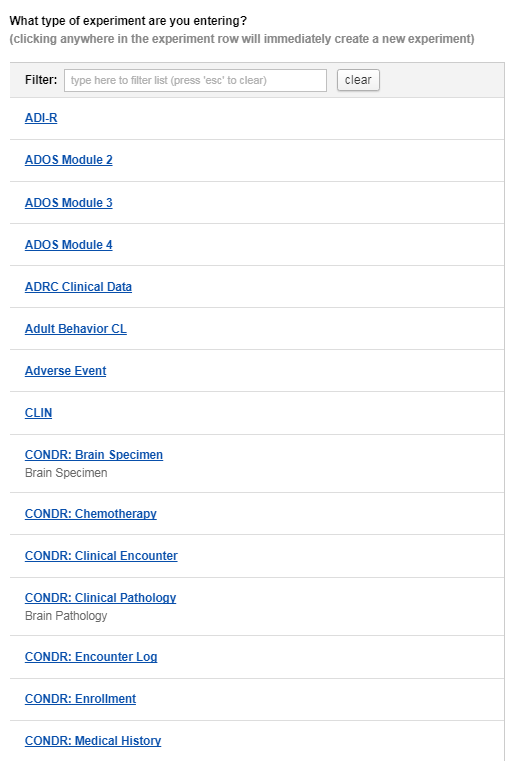 What type of experiment are you entering?
(clicking anywhere in the experiment row will immediately create a new experiment)
Filter: type here to filter list (press 'esc' to clear) clear
ADI-R
ADOS Module 2
ADOS Module 3
ADOS Module 4
ADRC Clinical Data
Adult Behavior CL
Adverse Event
CLIN
CONDR: Brain Specimen
Brain Specimen
CONDR: Chemotherapy
CONDR: Clinical Encounter
CONDR: Clinical Pathology
Brain Pathology
CONDR: Encounter Log
CONDR: Enrollment
CONDR: Medical History